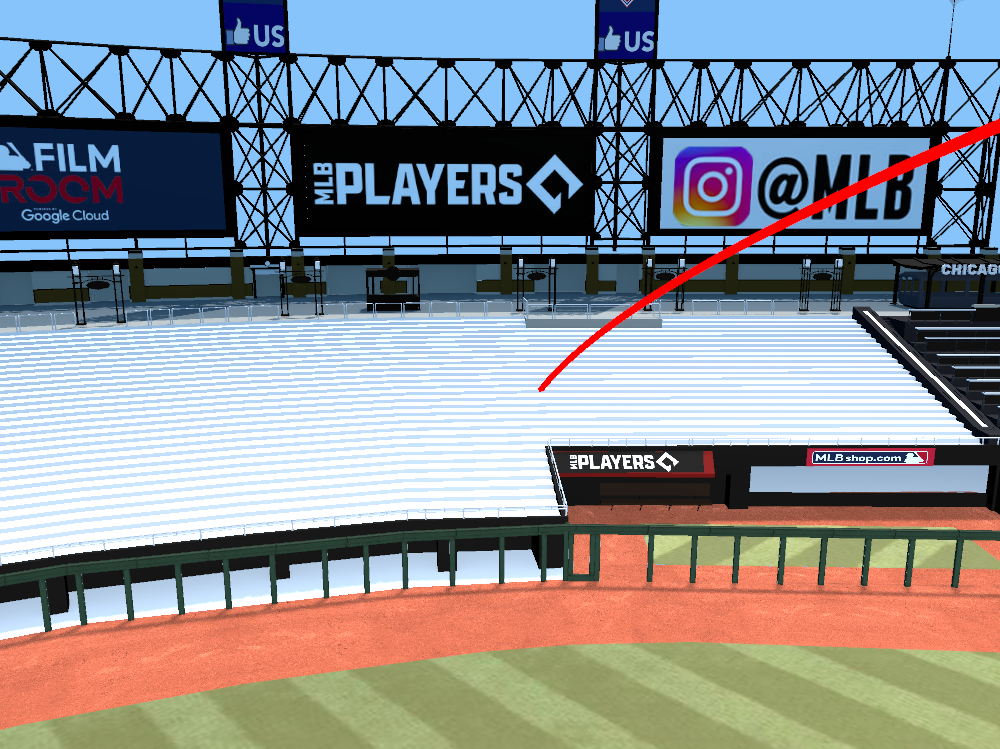 US
US
FILM
ROOM
POWERED BY
Google Cloud
MLB
PLAYERS
@MLB
CHICAGO
MLB
PLAYERS
MLBshop.com